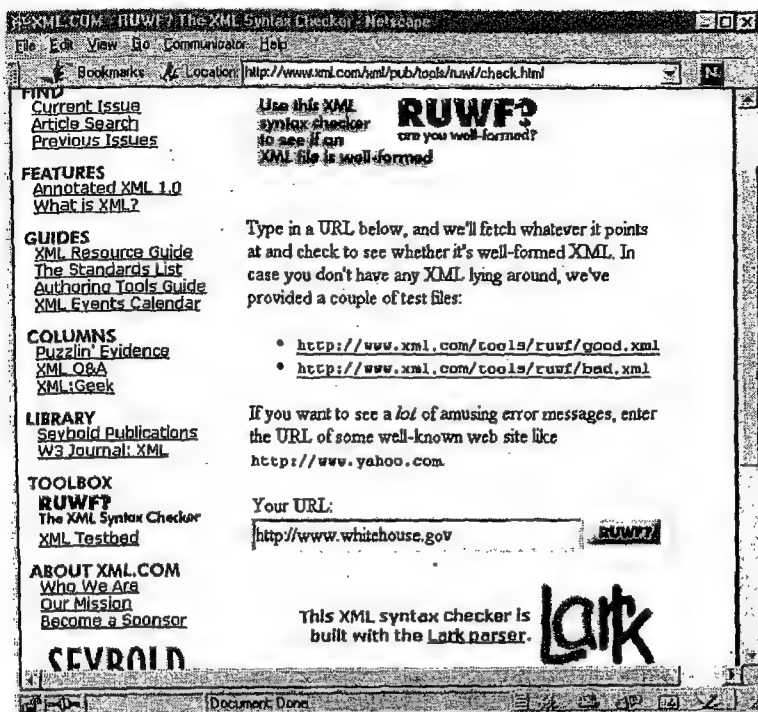 XML.COM - RUWF? The XML Syntax Checker - Netscape
File Edit View Go Communicator Help
Bookmarks Location: http://www.xml.com/xml/pub/tools/ruwf/check.html
FIND
Current Issue
Article Search
Previous Issues
FEATURES
Annotated XML 1.0
What is XML?
GUIDES
XML Resource Guide
The Standards List
Authoring Tools Guide
XML Events Calendar
COLUMNS
Puzzlin' Evidence
XML Q&A
XML:Geek
LIBRARY
Seybold Publications
W3 Journal: XML
TOOLBOX
RUWF?
The XML Syntax Checker
XML Testbed
ABOUT XML.COM
Who We Are
Our Mission
Become a Sponsor
SEYBOLD
Use this XML
syntax checker
to see if an
XML file is well-formed
RUWF?
are you well-formed?
Type in a URL below, and we'll fetch whatever it points
at and check to see whether it's well-formed XML. In
case you don't have any XML lying around, we've
provided a couple of test files:
• http://www.xml.com/tools/ruwf/good.xml
• http://www.xml.com/tools/ruwf/bad.xml
If you want to see a lot of amusing error messages, enter
the URL of some well-known web site like
http://www.yahoo.com
Your URL:
http://www.whitehouse.gov RUWF?
This XML syntax checker is
built with the Lark parser.
Lark
Document: Done